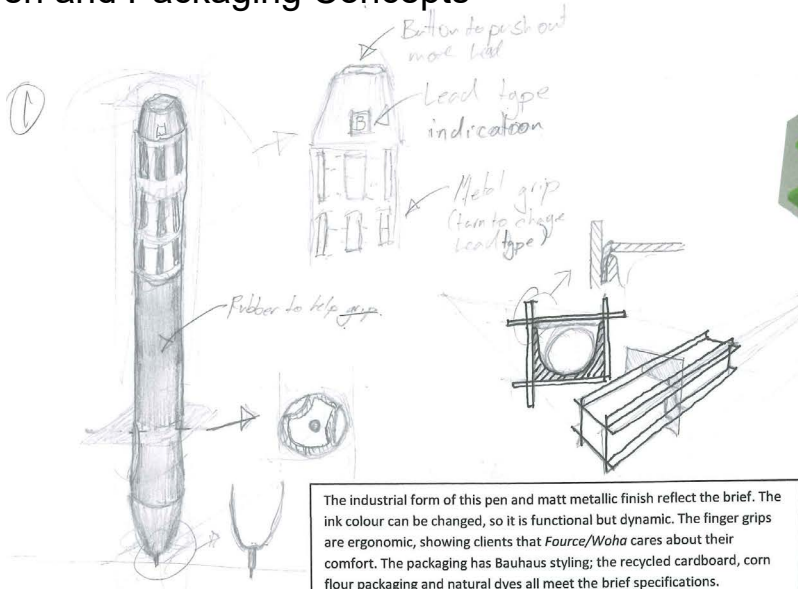 on and Packaging Concepts
1
Button to push out
more lead
Lead type
indicatoon
B
Metal grip
(turn to change
Lead type)
H
Rubber to help grip.
The industrial form of this pen and matt metallic finish reflect the brief. The
ink colour can be changed, so it is functional but dynamic. The finger grips
are ergonomic, showing clients that Fource/Woha cares about their
comfort. The packaging has Bauhaus styling; the recycled cardboard, corn
flour packaging and natural dyes all meet the brief specifications.